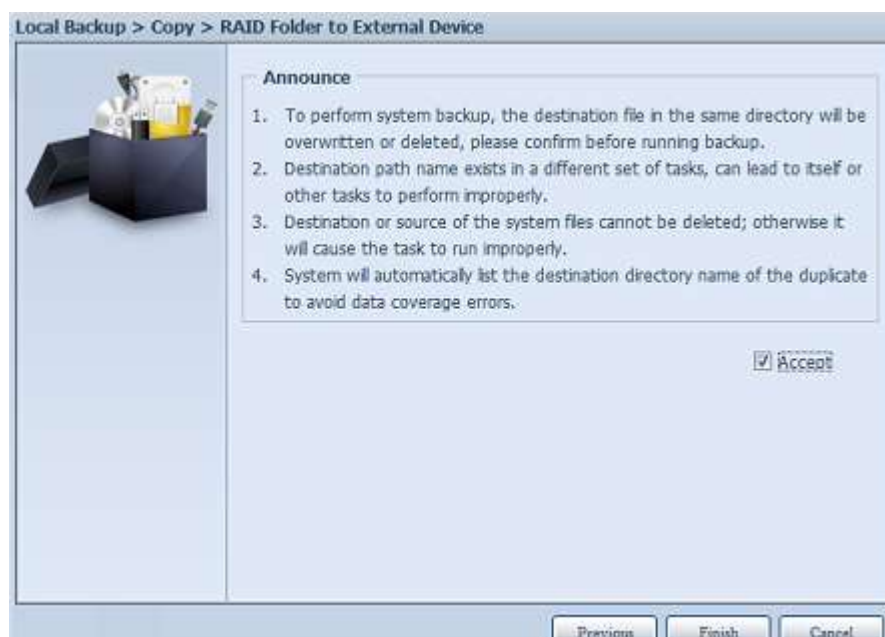 Local Backup > Copy > RAID Folder to External Device
Announce
1. To perform system backup, the destination file in the same directory will be
overwritten or deleted, please confirm before running backup.
2. Destination path name exists in a different set of tasks, can lead to itself or
other tasks to perform improperly.
3. Destination or source of the system files cannot be deleted; otherwise it
will cause the task to run improperly.
4. System will automatically list the destination directory name of the duplicate
to avoid data coverage errors.
Accept
Previous Finish Cancel